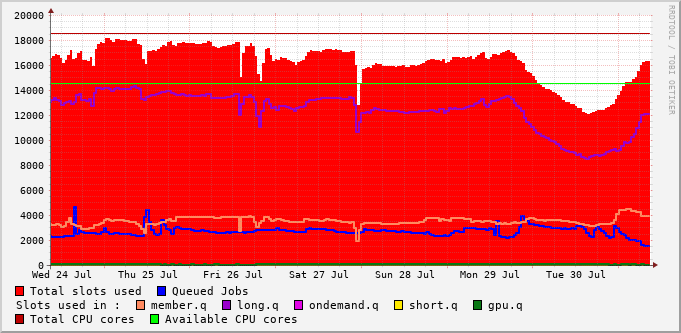 20000
18000
16000
14000
12000
10000
8000
6000
4000
2000
0
Wed 24 Jul Thu 25 Jul Fri 26 Jul Sat 27 Jul Sun 28 Jul Mon 29 Jul Tue 30 Jul
Total slots used Queued Jobs
Slots used in : member.q long.q ondemand.q short.q gpu.q
Total CPU cores Available CPU cores
RRDTOOL / TOBI OETIKER